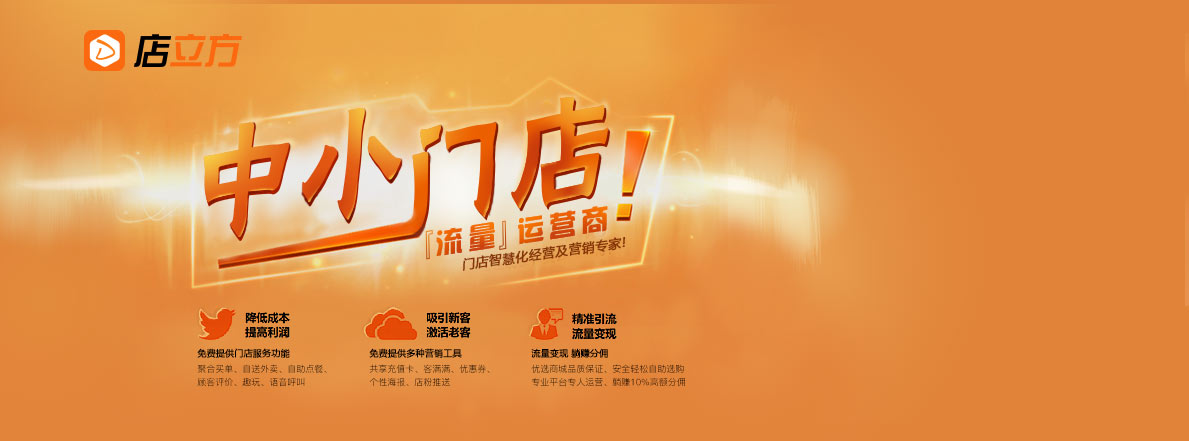 店立方
中小门店!
『流量』运营商
门店智慧化经营及营销专家!
降低成本
提高利润
免费提供门店服务功能
聚合买单、自送外卖、自助点餐、
顾客评价、趣玩、语音呼叫
吸引新客
激活老客
免费提供多种营销工具
共享充值卡、客满满、优惠券、
个性海报、店粉推送
精准引流
流量变现
流量变现 躺赚分佣
优选商城品质保证、安全轻松自助选购
专业平台专人运营、躺赚10%高额分佣